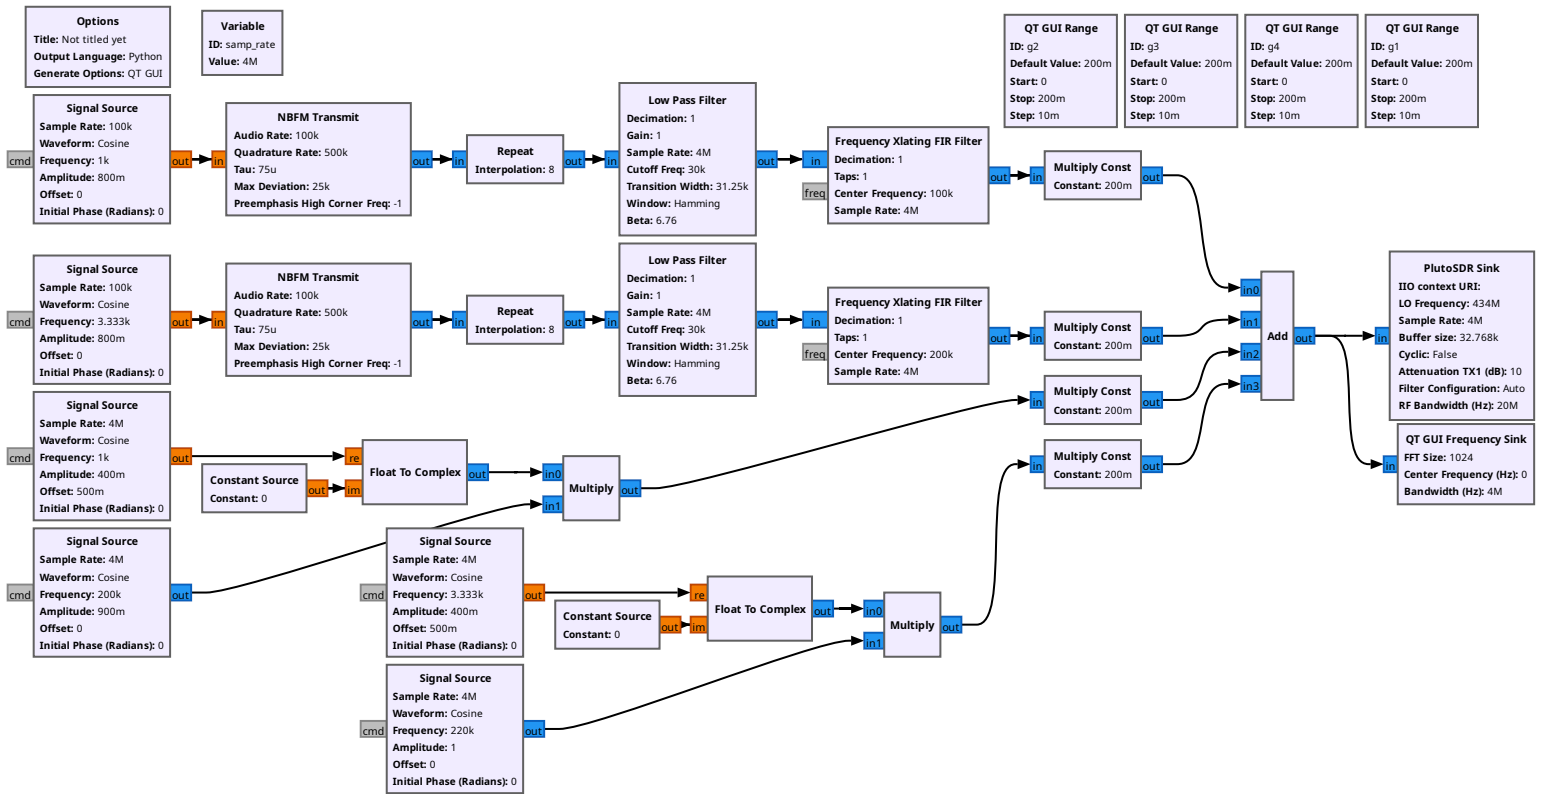 Options
Title: Not titled yet
Output Language: Python
Generate Options: QT GUI
Variable
ID: samp_rate
Value: 4M
QT GUI Range
ID: g2
Default Value: 200m
Start: 0
Stop: 200m
Step: 10m
QT GUI Range
ID: g3
Default Value: 200m
Start: 0
Stop: 200m
Step: 10m
QT GUI Range
ID: g4
Default Value: 200m
Start: 0
Stop: 200m
Step: 10m
QT GUI Range
ID: g1
Default Value: 200m
Start: 0
Stop: 200m
Step: 10m
cmd
Signal Source
Sample Rate: 100k
Waveform: Cosine
Frequency: 1k
Amplitude: 800m
Offset: 0
Initial Phase (Radians): 0
out
in
NBFM Transmit
Audio Rate: 100k
Quadrature Rate: 500k
Tau: 75u
Max Deviation: 25k
Preemphasis High Corner Freq: -1
out
in
Repeat
Interpolation: 8
out
in
Low Pass Filter
Decimation: 1
Gain: 1
Sample Rate: 4M
Cutoff Freq: 30k
Transition Width: 31.25k
Window: Hamming
Beta: 6.76
out
in
freq
Frequency Xlating FIR Filter
Decimation: 1
Taps: 1
Center Frequency: 100k
Sample Rate: 4M
out
in
Multiply Const
Constant: 200m
out
cmd
Signal Source
Sample Rate: 100k
Waveform: Cosine
Frequency: 3.333k
Amplitude: 800m
Offset: 0
Initial Phase (Radians): 0
out
in
NBFM Transmit
Audio Rate: 100k
Quadrature Rate: 500k
Tau: 75u
Max Deviation: 25k
Preemphasis High Corner Freq: -1
out
in
Repeat
Interpolation: 8
out
in
Low Pass Filter
Decimation: 1
Gain: 1
Sample Rate: 4M
Cutoff Freq: 30k
Transition Width: 31.25k
Window: Hamming
Beta: 6.76
out
in
freq
Frequency Xlating FIR Filter
Decimation: 1
Taps: 1
Center Frequency: 200k
Sample Rate: 4M
out
in
Multiply Const
Constant: 200m
out
in
Multiply Const
Constant: 200m
out
in
Multiply Const
Constant: 200m
out
in0
in1
in2
in3
Add
out
in
PlutoSDR Sink
IIO context URI:
LO Frequency: 434M
Sample Rate: 4M
Buffer size: 32.768k
Cyclic: False
Attenuation TX1 (dB): 10
Filter Configuration: Auto
RF Bandwidth (Hz): 20M
in
QT GUI Frequency Sink
FFT Size: 1024
Center Frequency (Hz): 0
Bandwidth (Hz): 4M
cmd
Signal Source
Sample Rate: 4M
Waveform: Cosine
Frequency: 1k
Amplitude: 400m
Offset: 500m
Initial Phase (Radians): 0
out
Constant Source
Constant: 0
out
re
im
Float To Complex
out
in0
in1
Multiply
out
cmd
Signal Source
Sample Rate: 4M
Waveform: Cosine
Frequency: 200k
Amplitude: 900m
Offset: 0
Initial Phase (Radians): 0
out
cmd
Signal Source
Sample Rate: 4M
Waveform: Cosine
Frequency: 3.333k
Amplitude: 400m
Offset: 500m
Initial Phase (Radians): 0
out
Constant Source
Constant: 0
out
re
im
Float To Complex
out
in0
in1
Multiply
out
cmd
Signal Source
Sample Rate: 4M
Waveform: Cosine
Frequency: 220k
Amplitude: 1
Offset: 0
Initial Phase (Radians): 0
out